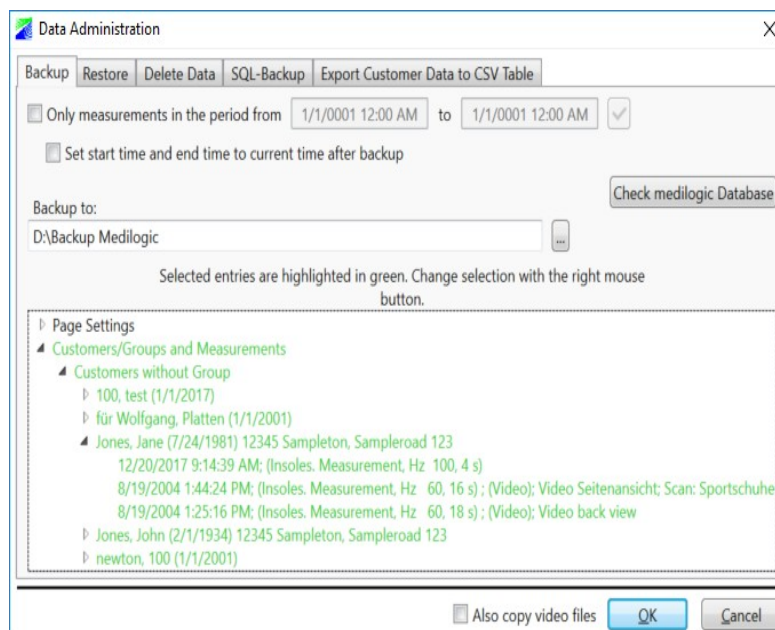 Data Administration
Backup Restore Delete Data SQL-Backup Export Customer Data to CSV Table
Only measurements in the period from 1/1/0001 12:00 AM to 1/1/0001 12:00 AM
Set start time and end time to current time after backup
Check medilogic Database
Backup to:
D:\Backup Medilogic ...
Selected entries are highlighted in green. Change selection with the right mouse
button.
Page Settings
Customers/Groups and Measurements
Customers without Group
100, test (1/1/2017)
für Wolfgang, Platten (1/1/2001)
Jones, Jane (7/24/1981) 12345 Sampleton, Sampleroad 123
12/20/2017 9:14:39 AM; (Insoles. Measurement, Hz 100, 4 s)
8/19/2004 1:44:24 PM; (Insoles. Measurement, Hz 60, 16 s) ; (Video); Video Seitenansicht; Scan: Sportschuhe
8/19/2004 1:25:16 PM; (Insoles. Measurement, Hz 60, 18 s) ; (Video); Video back view
Jones, John (2/1/1934) 12345 Sampleton, Sampleroad 123
newton, 100 (1/1/2001)
Also copy video files OK Cancel